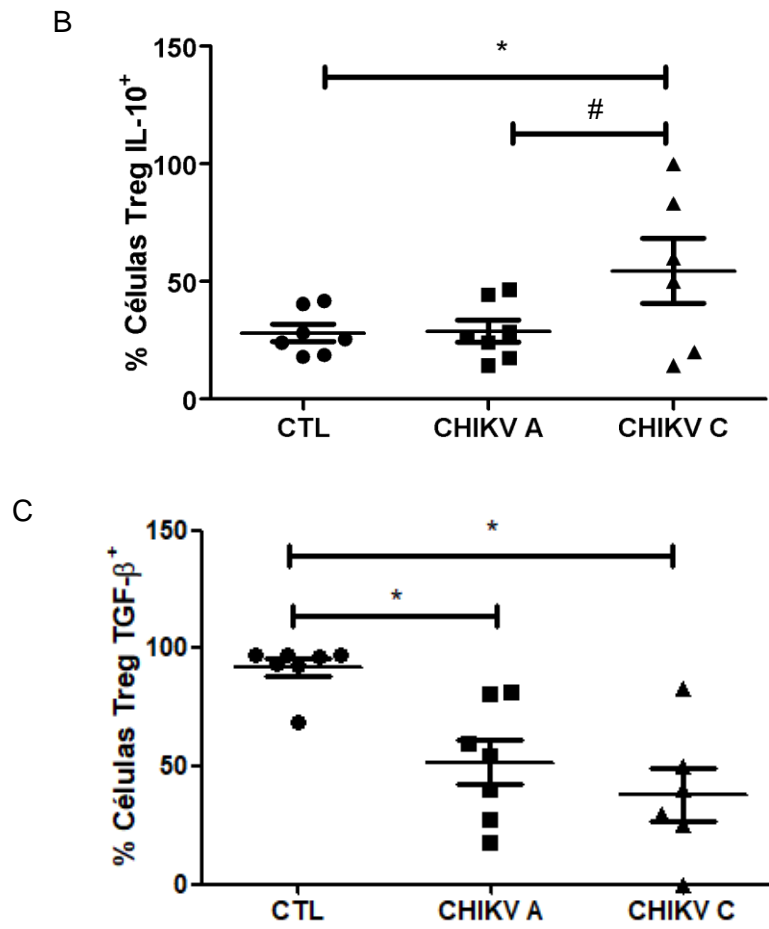 B
% Células Treg IL-10+
150
100
50
0
*
#
CTL CHIKV A CHIKV C
C
% Células Treg TGF-β+
150
100
50
0
*
*
CTL CHIKV A CHIKV C